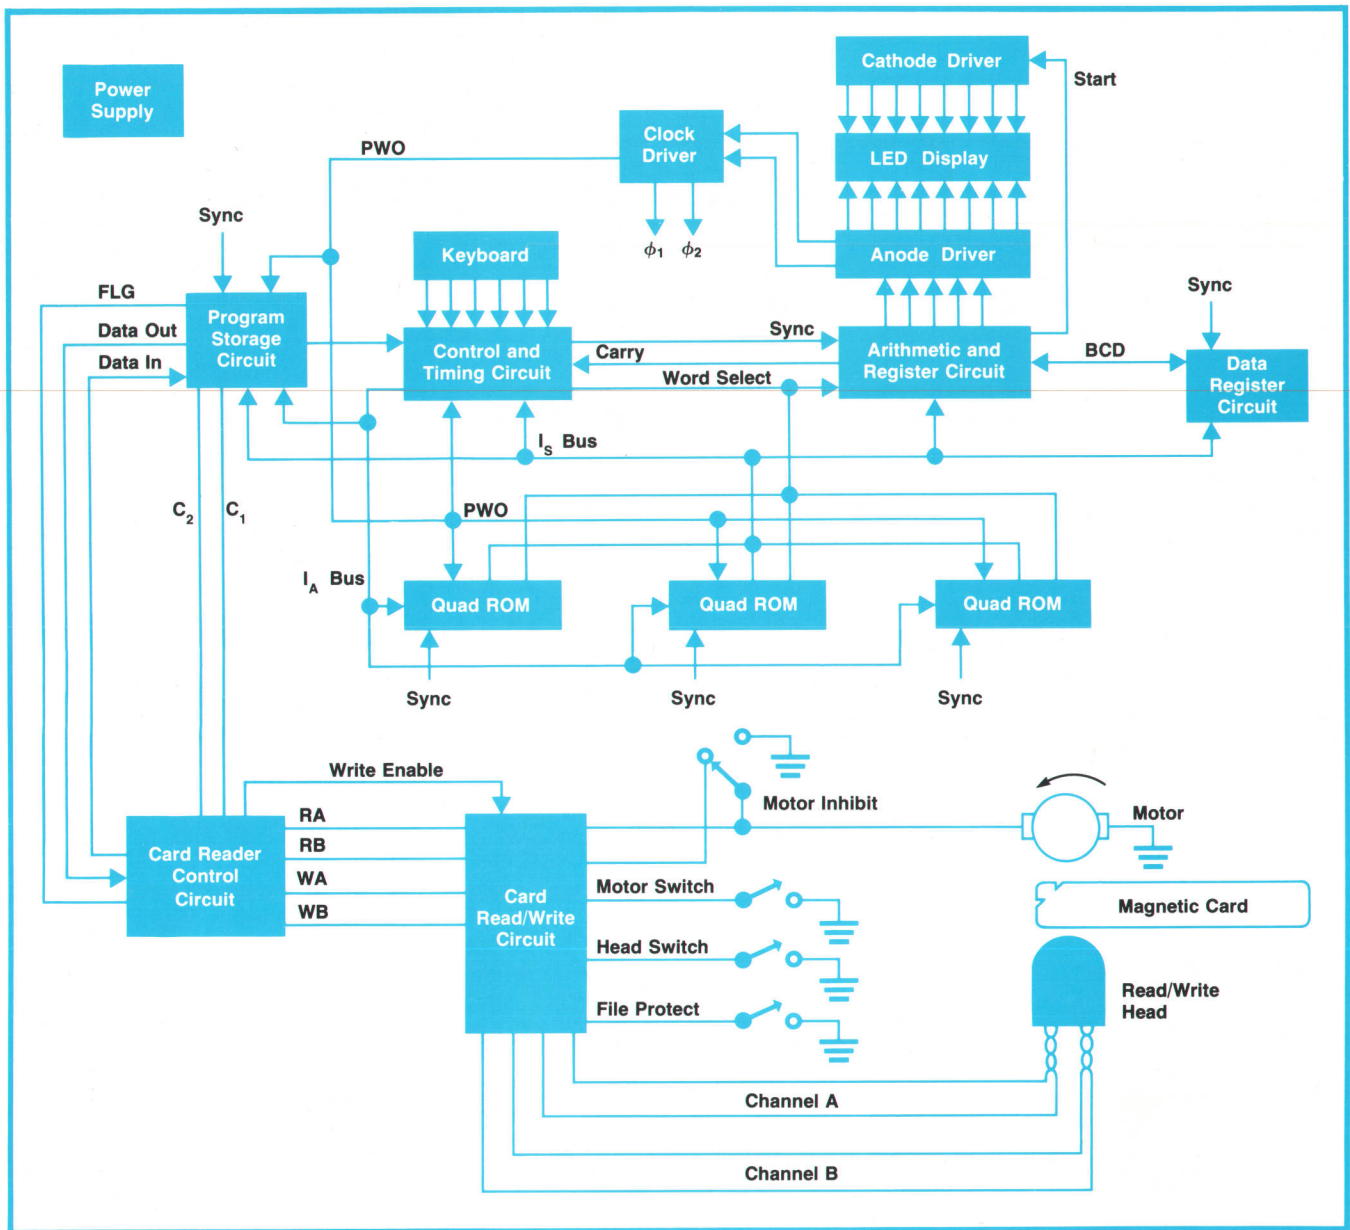 Power
Supply
Cathode Driver
Start
LED Display
Clock
Driver
PWO
ϕ1 ϕ2
Anode Driver
Sync
Keyboard
FLG
Data Out
Data In
Program
Storage
Circuit
Control and
Timing Circuit
Sync
Carry
Word Select
Arithmetic and
Register Circuit
BCD
Sync
Data
Register
Circuit
IS Bus
C2 C1
PWO
IA Bus
Quad ROM
Quad ROM
Quad ROM
Sync
Sync
Sync
Write Enable
Motor Inhibit
Motor
RA
RB
WA
WB
Card Reader
Control
Circuit
Card
Read/Write
Circuit
Motor Switch
Head Switch
File Protect
Magnetic Card
Read/Write
Head
Channel A
Channel B